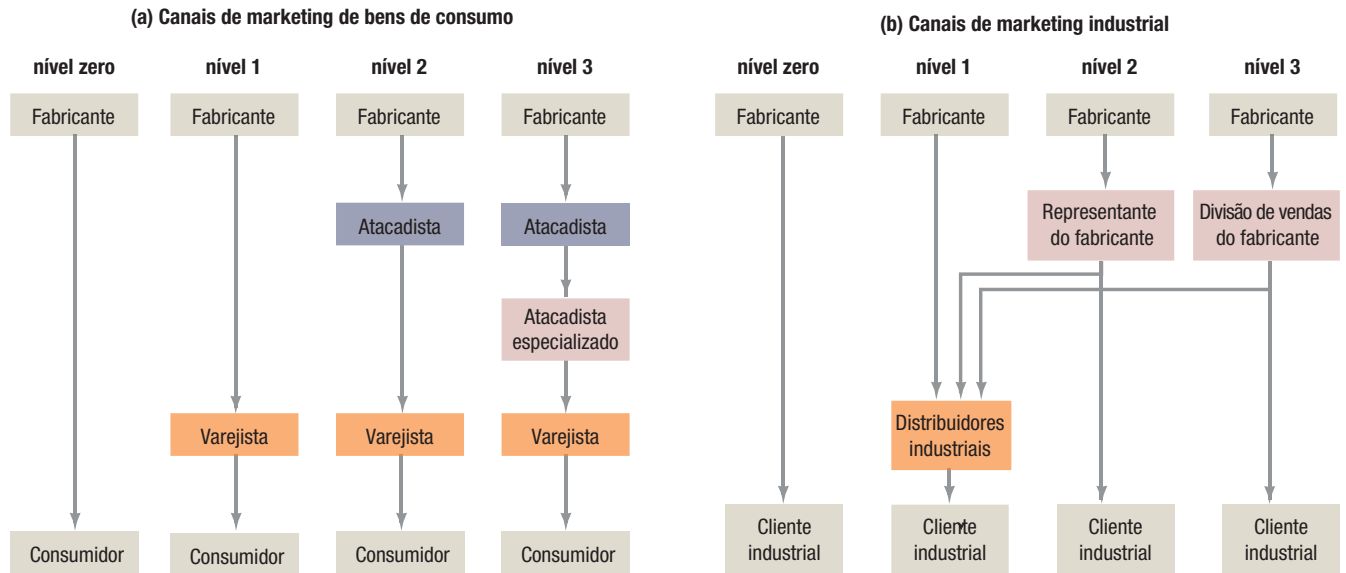 (a) Canais de marketing de bens de consumo
nível zero
nível 1
nível 2
nível 3
Fabricante
Fabricante
Fabricante
Fabricante
Atacadista
Atacadista
Atacadista
especializado
Varejista
Varejista
Varejista
Consumidor
Consumidor
Consumidor
Consumidor
(b) Canais de marketing industrial
nível zero
nível 1
nível 2
nível 3
Fabricante
Fabricante
Fabricante
Fabricante
Representante
do fabricante
Divisão de vendas
do fabricante
Distribuidores
industriais
Cliente
industrial
Cliente
industrial
Cliente
industrial
Cliente
industrial